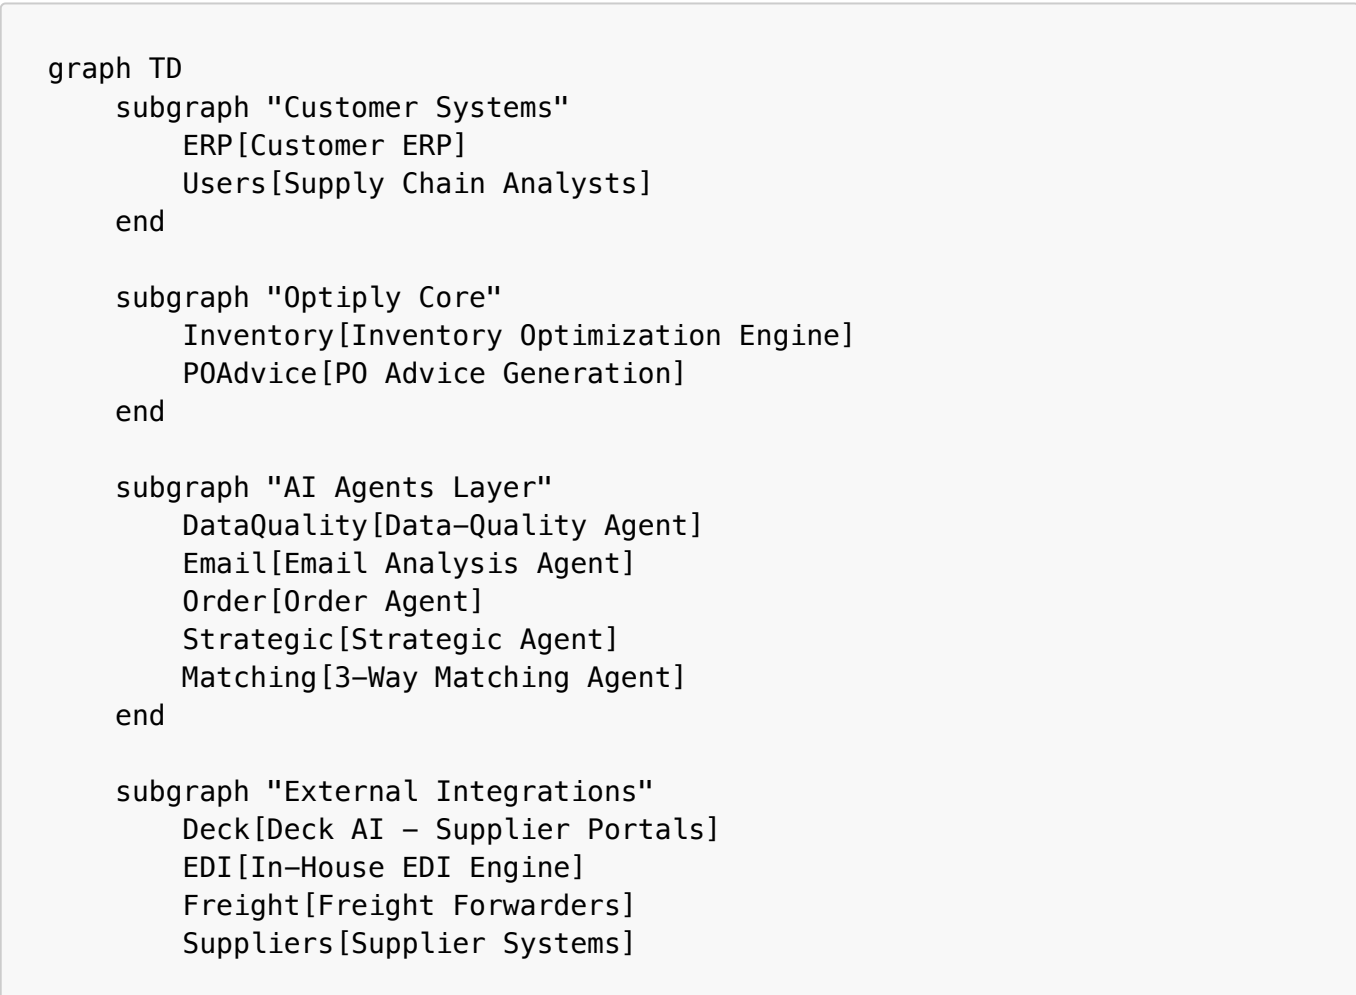 graph TD
    subgraph "Customer Systems"
        ERP[Customer ERP]
        Users[Supply Chain Analysts]
    end

    subgraph "Optiply Core"
        Inventory[Inventory Optimization Engine]
        POAdvice[PO Advice Generation]
    end

    subgraph "AI Agents Layer"
        DataQuality[Data-Quality Agent]
        Email[Email Analysis Agent]
        Order[Order Agent]
        Strategic[Strategic Agent]
        Matching[3-Way Matching Agent]
    end

    subgraph "External Integrations"
        Deck[Deck AI - Supplier Portals]
        EDI[In-House EDI Engine]
        Freight[Freight Forwarders]
        Suppliers[Supplier Systems]